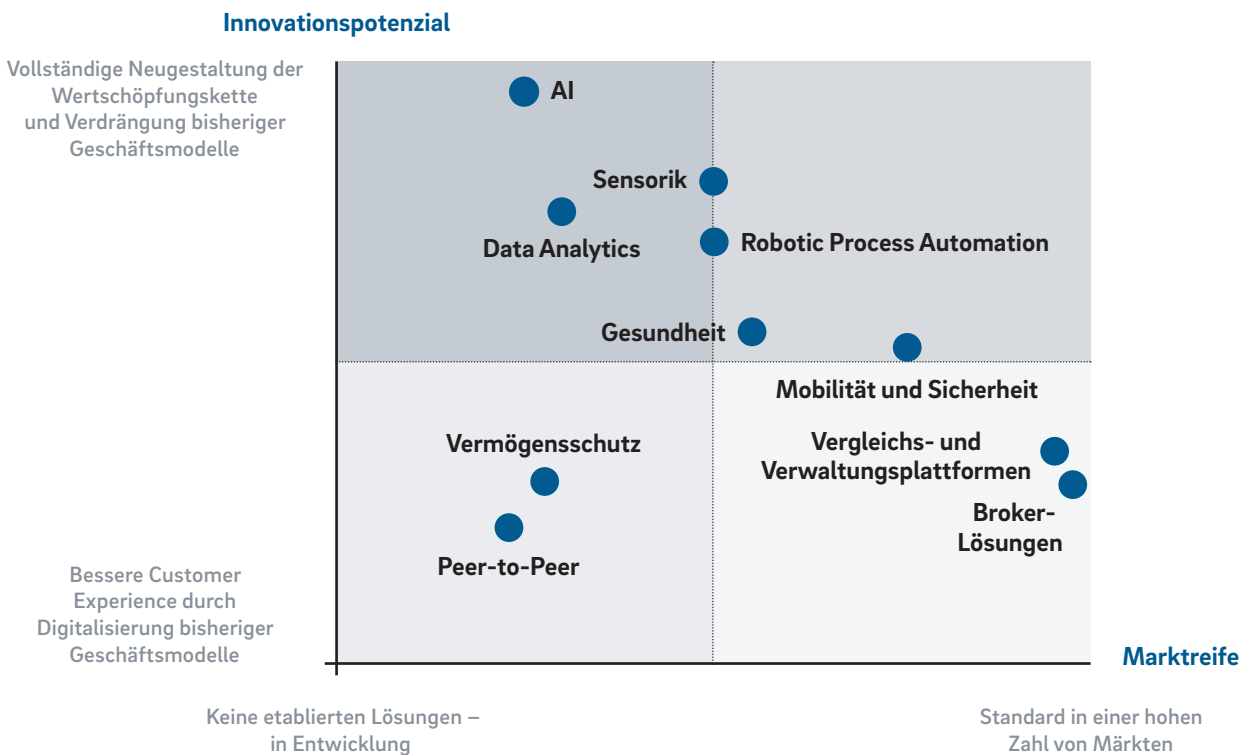 Innovationspotenzial
Vollständige Neugestaltung der
Wertschöpfungskette
und Verdrängung bisheriger
Geschäftsmodelle
AI
Sensorik
Data Analytics
Robotic Process Automation
Gesundheit
Mobilität und Sicherheit
Vermögensschutz
Vergleichs- und
Verwaltungsplattformen
Broker-
Lösungen
Peer-to-Peer
Bessere Customer
Experience durch
Digitalisierung bisheriger
Geschäftsmodelle
Marktreife
Keine etablierten Lösungen –
in Entwicklung
Standard in einer hohen
Zahl von Märkten